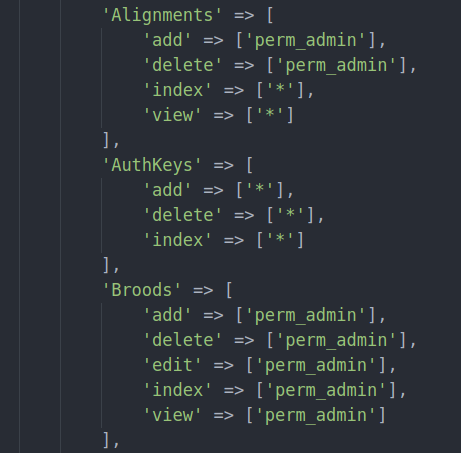 'Alignments' => [
'add' => ['perm_admin'],
'delete' => ['perm_admin'],
'index' => ['*'],
'view' => ['*']
],
'AuthKeys' => [
'add' => ['*'],
'delete' => ['*'],
'index' => ['*']
],
'Broods' => [
'add' => ['perm_admin'],
'delete' => ['perm_admin'],
'edit' => ['perm_admin'],
'index' => ['perm_admin'],
'view' => ['perm_admin']
],